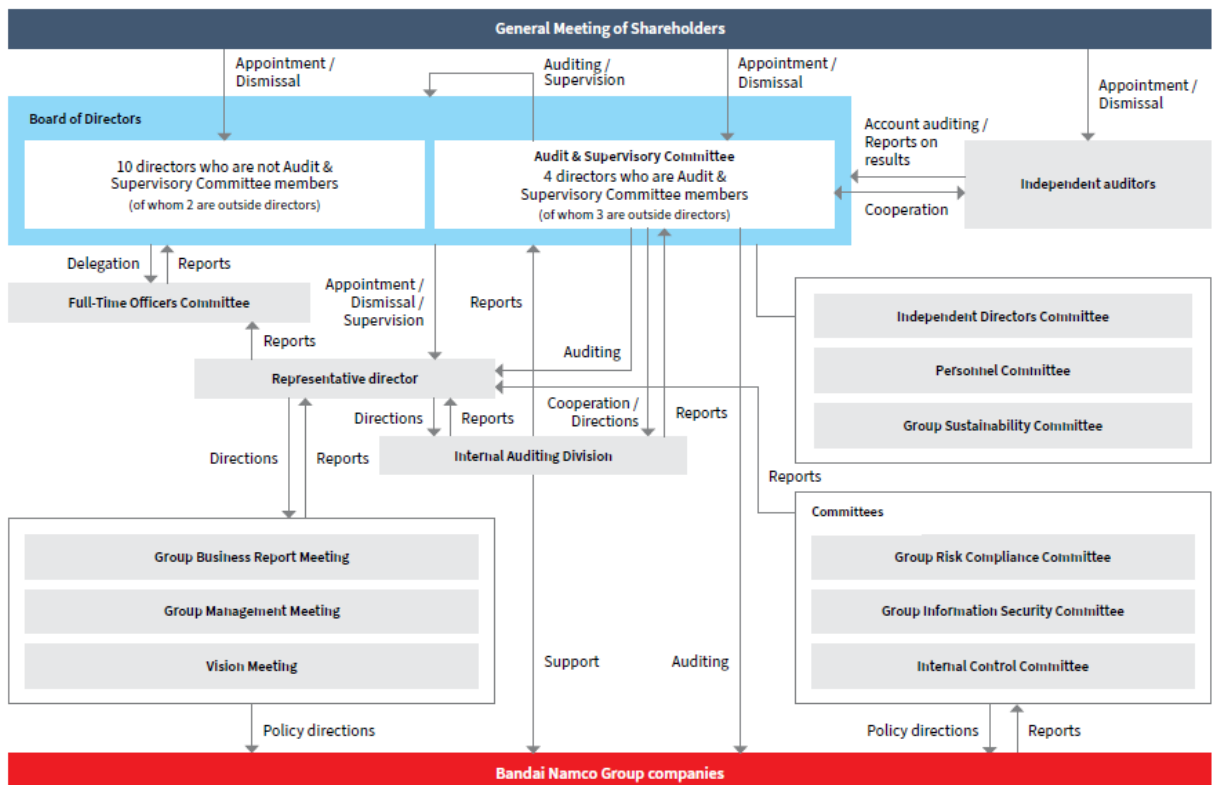 General Meeting of Shareholders
Appointment /
Dismissal
Auditing /
Supervision
Appointment /
Dismissal
Appointment /
Dismissal
Board of Directors
10 directors who are not Audit &
Supervisory Committee members
(of whom 2 are outside directors)
Audit & Supervisory Committee
4 directors who are Audit &
Supervisory Committee members
(of whom 3 are outside directors)
Account auditing /
Reports on
results
Cooperation
Independent auditors
Delegation
Reports
Full-Time Officers Committee
Appointment /
Dismissal /
Supervision
Reports
Independent Directors Committee
Personnel Committee
Group Sustainability Committee
Reports
Auditing
Representative director
Directions
Reports
Cooperation /
Directions
Reports
Internal Auditing Division
Directions
Reports
Reports
Group Business Report Meeting
Group Management Meeting
Vision Meeting
Committees
Group Risk Compliance Committee
Group Information Security Committee
Internal Control Committee
Support
Auditing
Policy directions
Policy directions
Reports
Bandai Namco Group companies